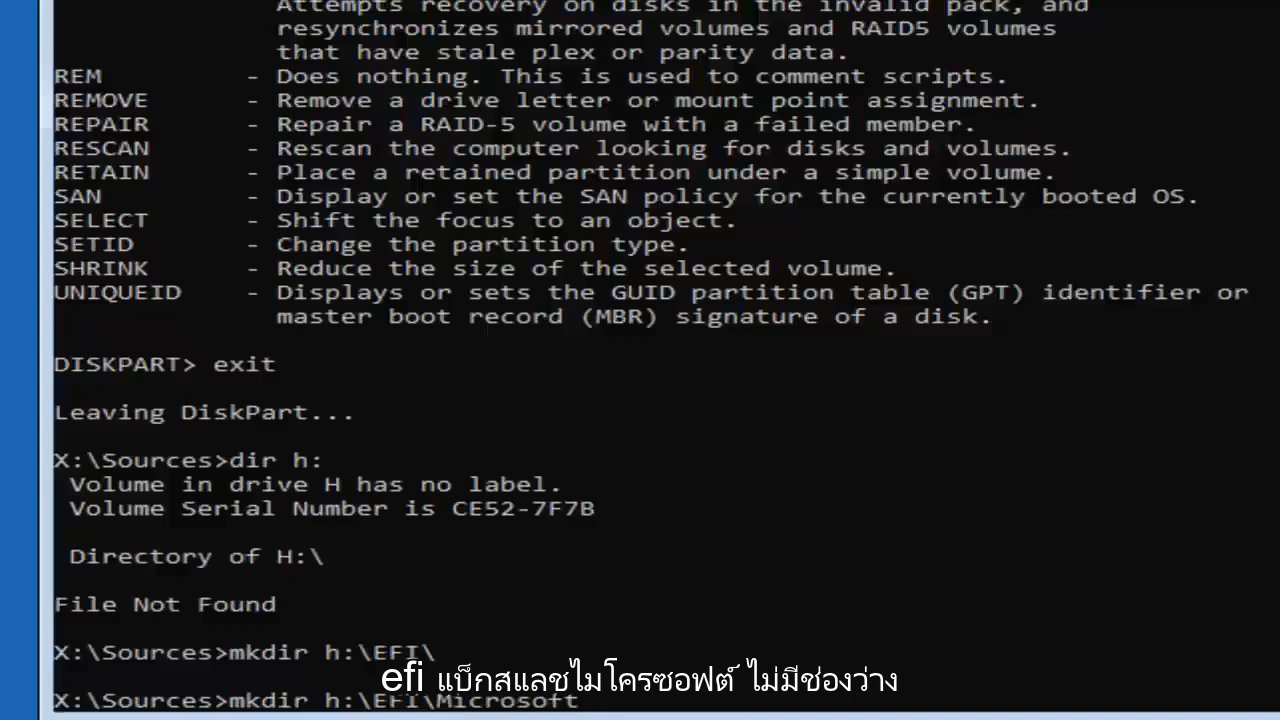 Attempts recovery on disks in the invalid pack, and
resynchronizes mirrored volumes and RAID5 volumes
that have stale plex or parity data.
REM - Does nothing. This is used to comment scripts.
REMOVE - Remove a drive letter or mount point assignment.
REPAIR - Repair a RAID-5 volume with a failed member.
RESCAN - Rescan the computer looking for disks and volumes.
RETAIN - Place a retained partition under a simple volume.
SAN - Display or set the SAN policy for the currently booted OS.
SELECT - Shift the focus to an object.
SETID - Change the partition type.
SHRINK - Reduce the size of the selected volume.
UNIQUEID - Displays or sets the GUID partition table (GPT) identifier or
master boot record (MBR) signature of a disk.
DISKPART> exit
Leaving DiskPart...
X:\Sources>dir h:
Volume in drive H has no label.
Volume Serial Number is CE52-7F7B
Directory of H:\
File Not Found
X:\Sources>mkdir h:\EFI\
efi แบ็กสแลชไมโครซอฟต์ ไม่มีช่องว่าง
X:\Sources>mkdir h:\EFI\Microsoft